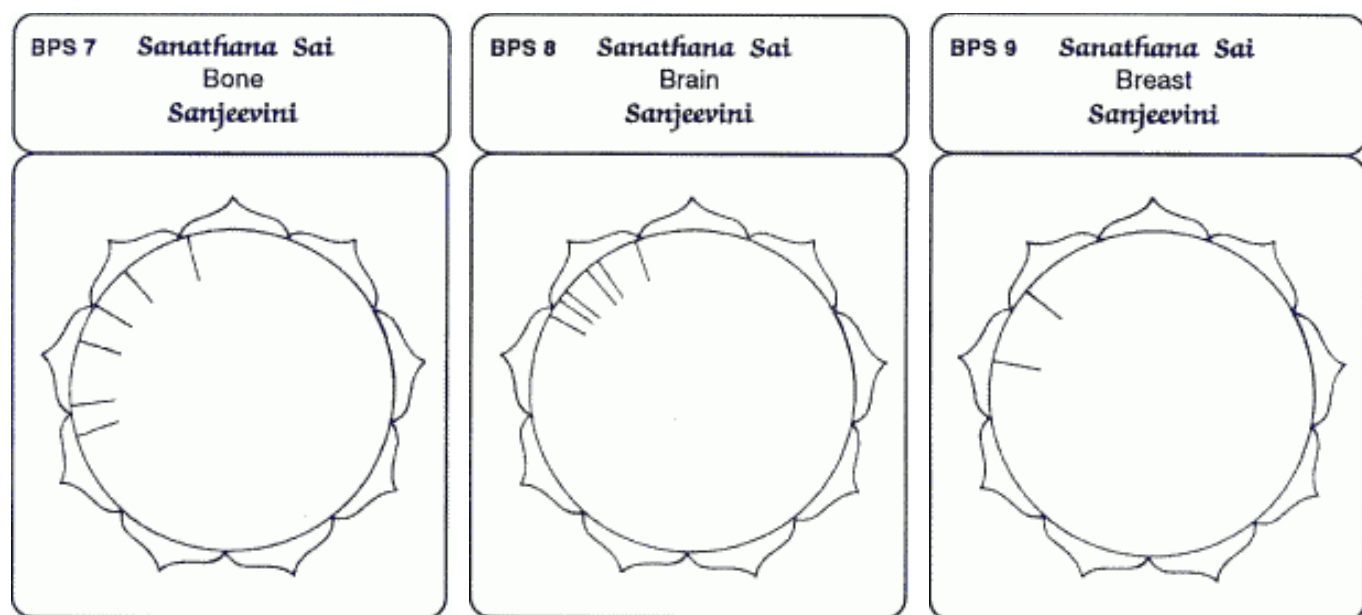 BPS 7 Sanathana Sai
Bone
Sanjeevini
BPS 8 Sanathana Sai
Brain
Sanjeevini
BPS 9 Sanathana Sai
Breast
Sanjeevini